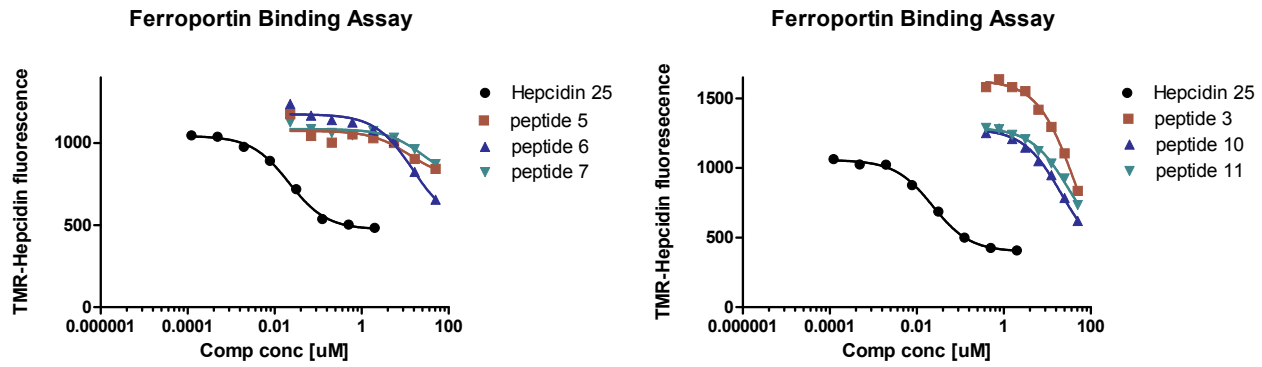 Ferroportin Binding Assay
TMR-Hepcidin fluorescence
1000
500
0
0.000001
0.0001
0.01
1
100
Comp conc [uM]
Hepcidin 25
peptide 5
peptide 6
peptide 7
Ferroportin Binding Assay
TMR-Hepcidin fluoresecence
1500
1000
500
0
0.000001
0.0001
0.01
1
100
Comp conc [uM]
Hepcidin 25
peptide 3
peptide 10
peptide 11